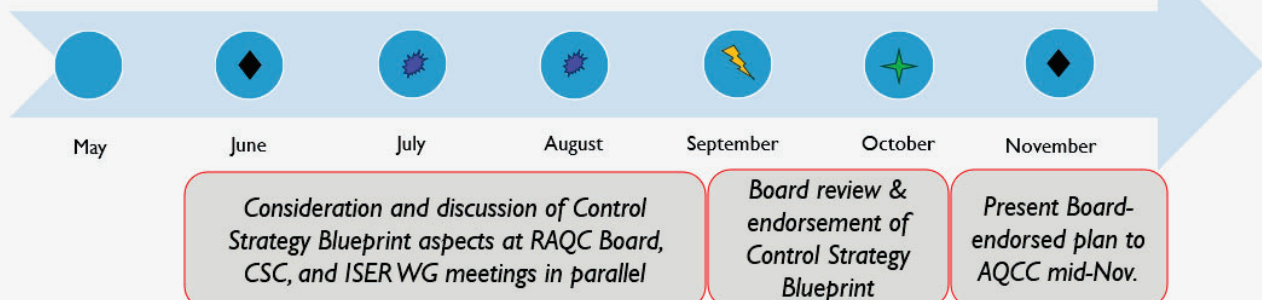 May June July August September October November
Consideration and discussion of Control
Strategy Blueprint aspects at RAQC Board,
CSC, and ISER WG meetings in parallel
Board review &
endorsement of
Control Strategy
Blueprint
Present Board-
endorsed plan to
AQCC mid-Nov.